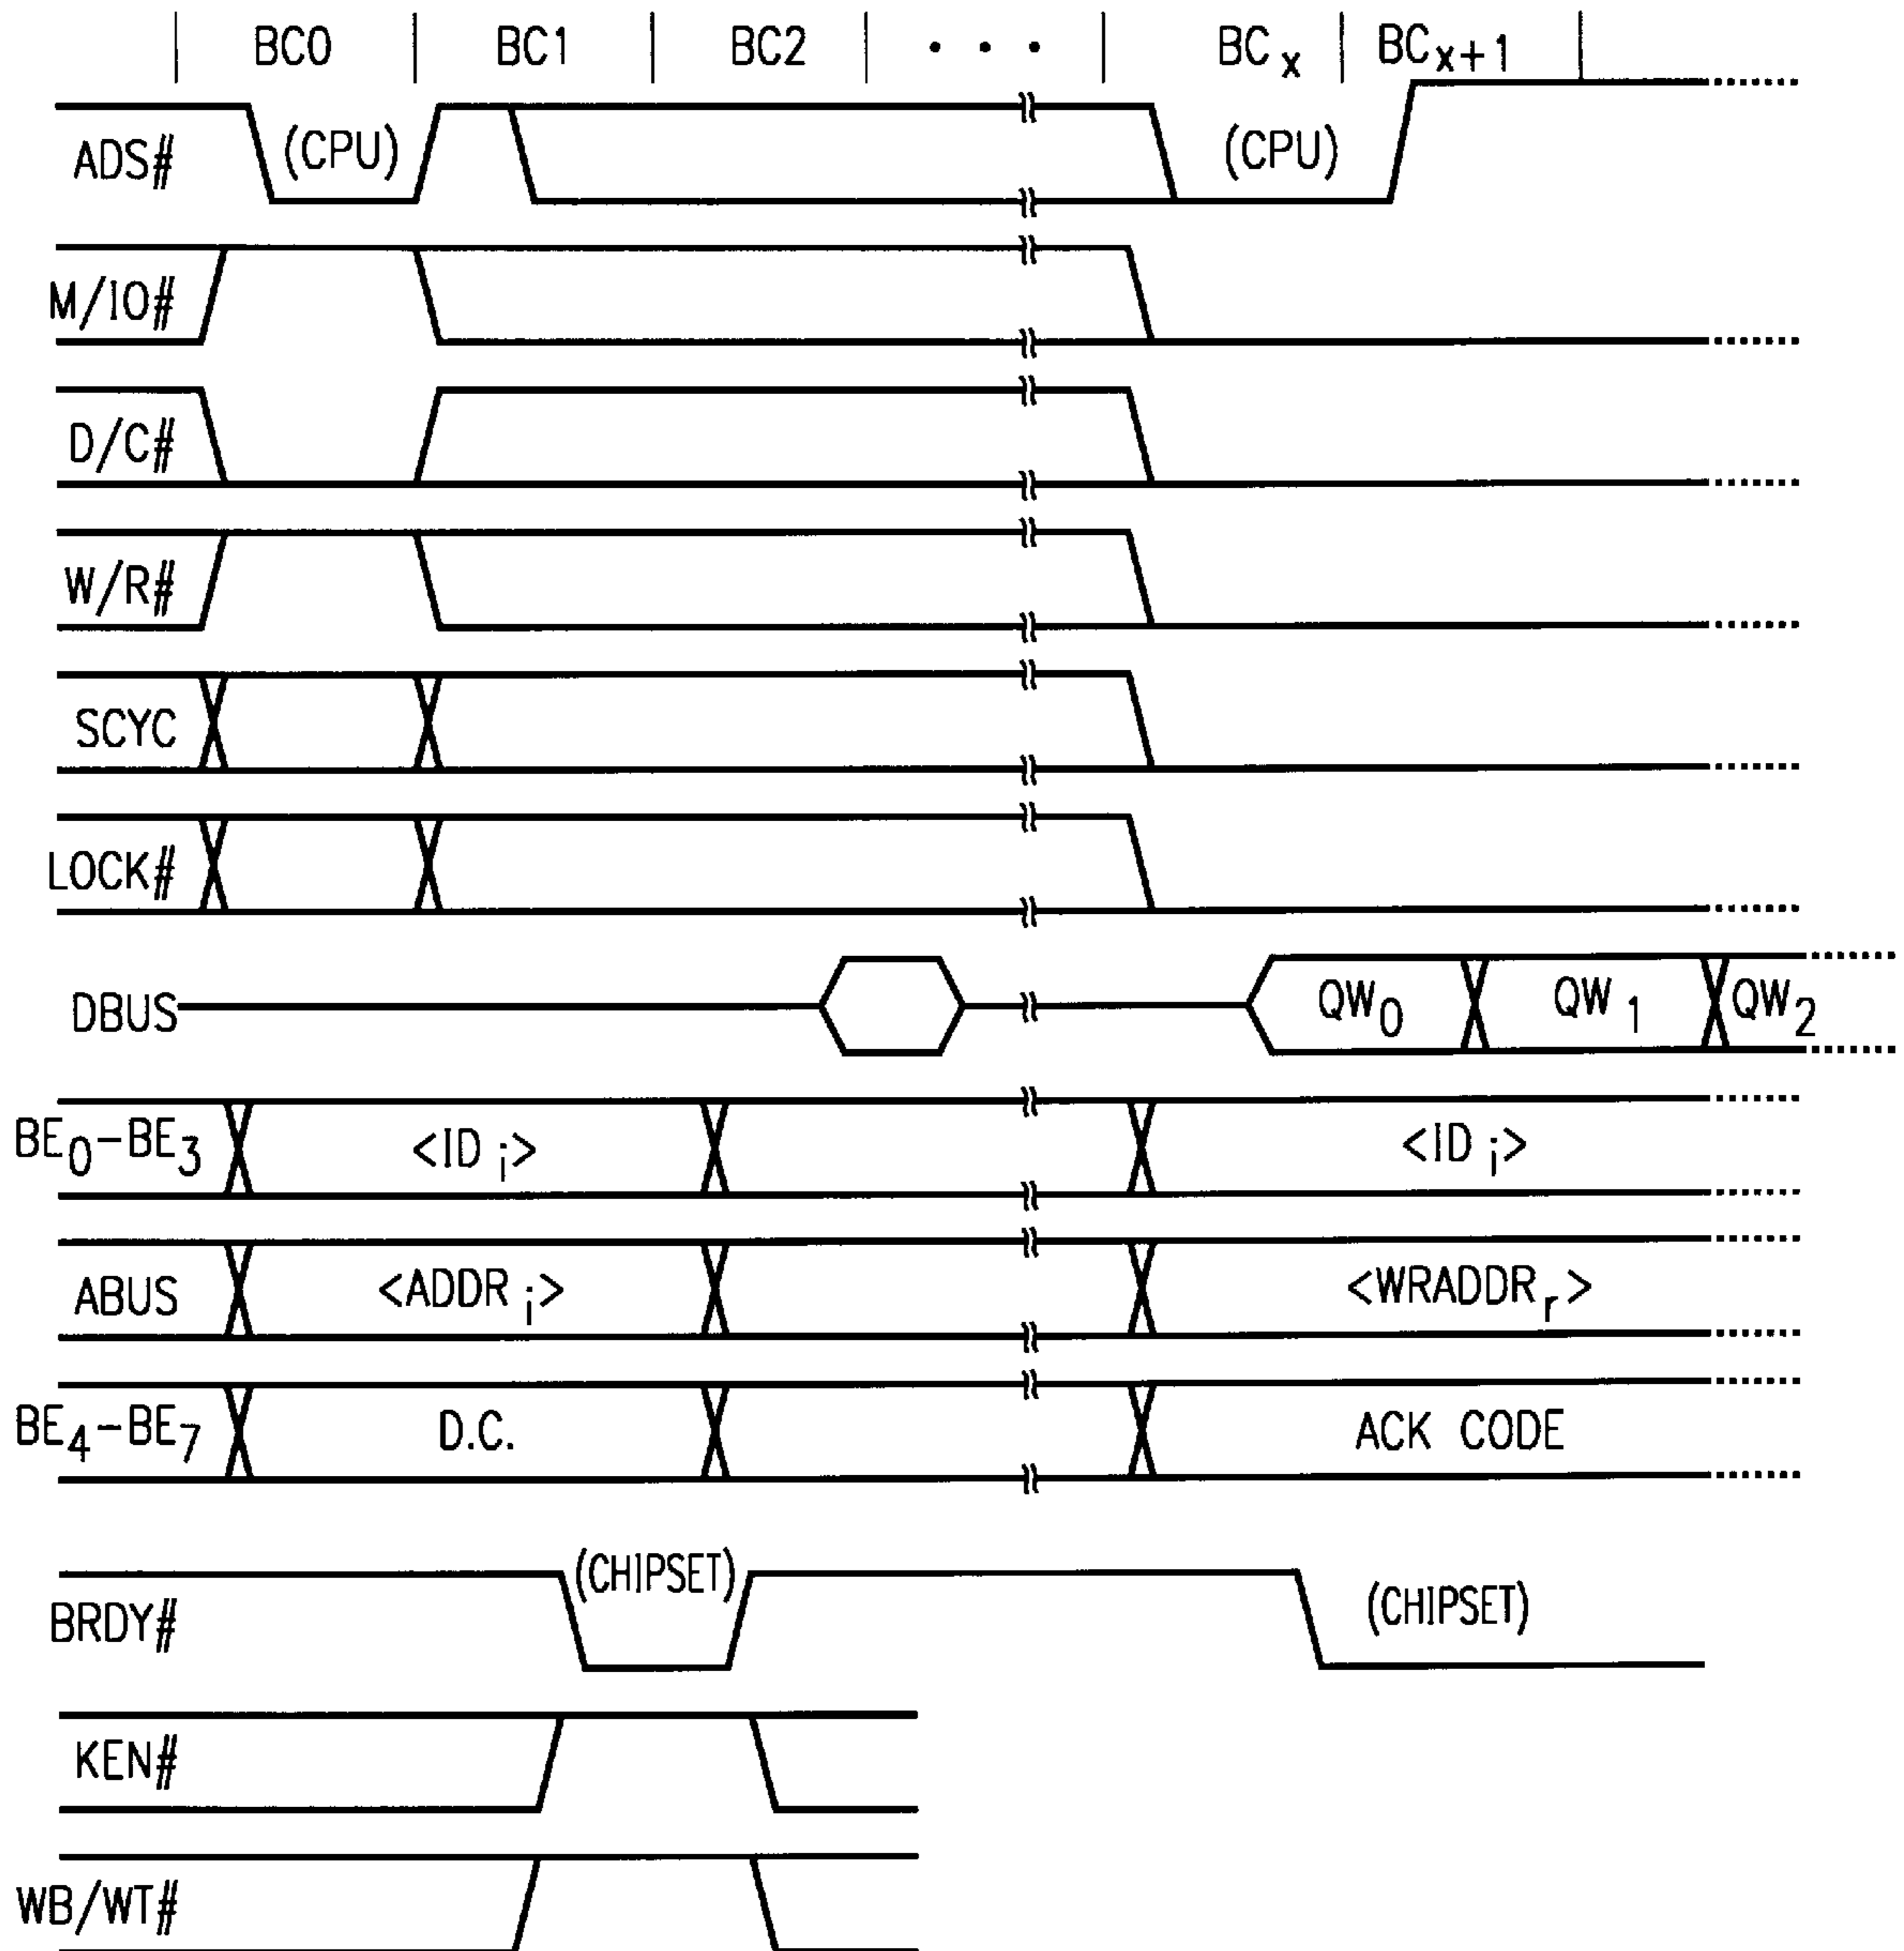 BC0 BC1 BC2 • • • BCx BCx+1
ADS# (CPU) (CPU)
M/IO#
D/C#
W/R#
SCYC
LOCK#
DBUS QW0 QW1 QW2
BE0-BE3 <IDi> <IDi>
ABUS <ADDRi> <WRADDRr>
BE4-BE7 D.C. ACK CODE
BRDY# (CHIPSET) (CHIPSET)
KEN#
WB/WT#